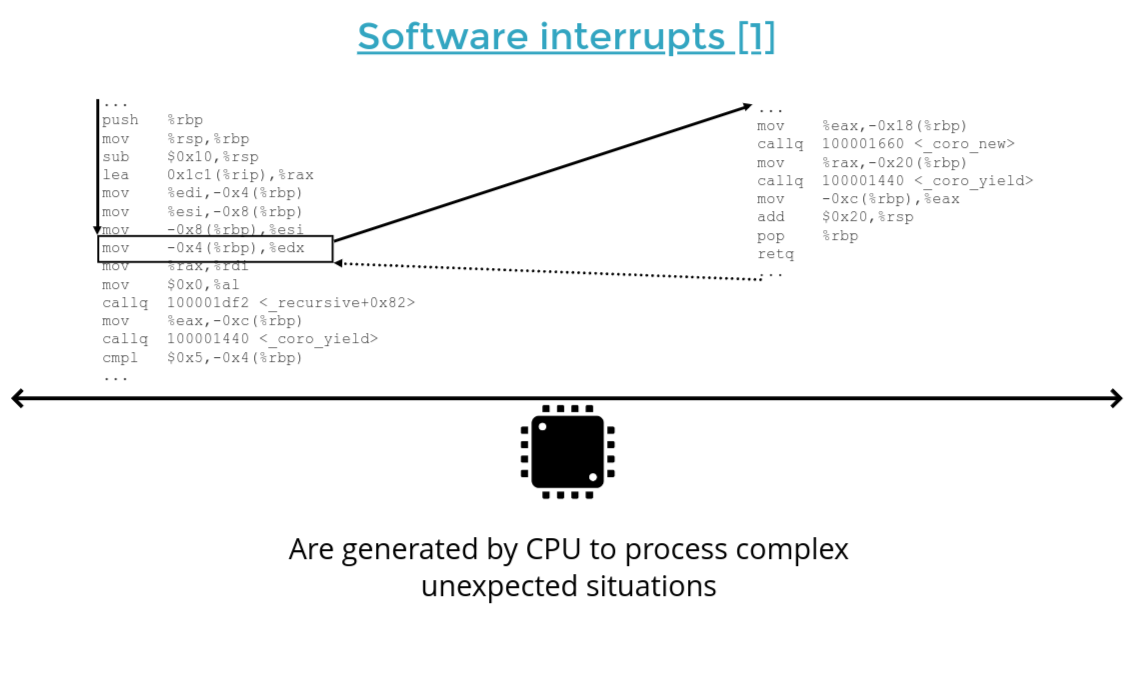 Software interrupts [1]
...
push %rbp
mov %rsp,%rbp
sub $0x10,%rsp
lea 0x1c1(%rip),%rax
mov %edi,-0x4(%rbp)
mov %esi,-0x8(%rbp)
mov -0x8(%rbp),%esi
mov -0x4(%rbp),%edx
mov %rax,%rdi
mov $0x0,%al
callq 100001df2 <_recursive+0x82>
mov %eax,-0xc(%rbp)
callq 100001440 <_coro_yield>
cmpl $0x5,-0x4(%rbp)
...
...
mov %eax,-0x18(%rbp)
callq 100001660 <_coro_new>
mov %rax,-0x20(%rbp)
callq 100001440 <_coro_yield>
mov -0xc(%rbp),%eax
add $0x20,%rsp
pop %rbp
retq
...
Are generated by CPU to process complex
unexpected situations